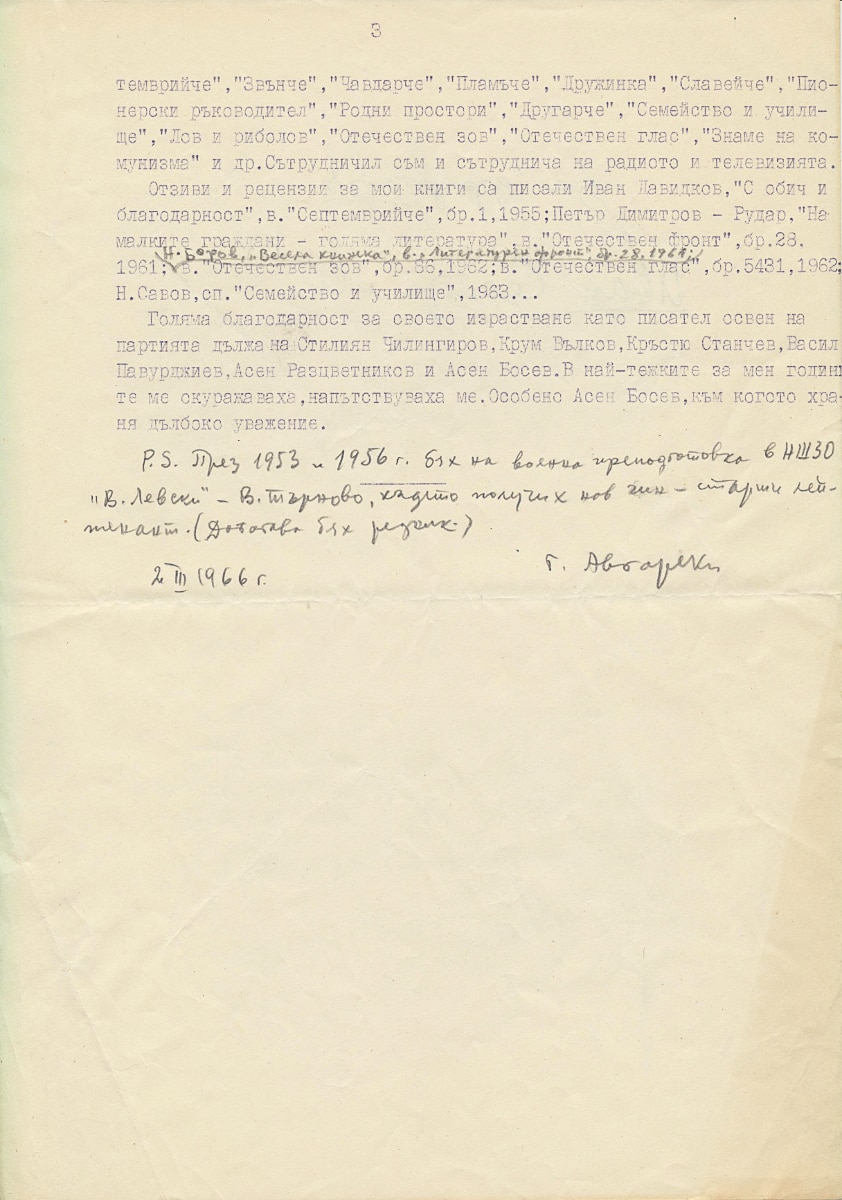 3
темврийче","Звънче","Чавдарче","Пламъче","Дружинка","Славейче","Пио-
нерски ръководител","Родни простори","Другарче","Семейство и учили-
ще","Лов и риболов","Отечествен зов","Отечествен глас","Знаме на ко-
мунизма" и др.Сътрудничил съм и сътруднича на радиото и телевизията.
Отзиви и рецензия за мои книги са писали Иван Давидков,"С обич и
благодарност",в."Септемврийче",бр.1,1955;Петър Димитров - Рудар,"На
малките граждани - голяма литература",в."Отечествен фронт",бр.28,
Н. Боров, „Весела книжка", в. „Литературен фронт" бр. 28, 1961;
1961; в."Отечествен зов",бр.86,1962;в."Отечествен глас",бр.5431,1962;
Н.Савов,сп."Семейство и училище",1963...
Голяма благодарност за своето израстване като писател освен на
партията дължа на Стилиян Чилингиров,Крум Вълков,Кръстю Станчев,Васил
Павурджиев,Асен Разцветников и Асен Босев.В най-тежките за мен години
те ме окуражаваха,напътствуваха ме.Особено Асен Босев,към когото хра-
ня дълбоко уважение.
P.S. През 1953 и 1956 г. бях на военна преподготовка в НШЗО
„В. Левски" – В. Търново, където получих нов чин – старши лей-
тенант. (Дотогава бях редник.)
2 III 1966 г.
Г. Авгарски